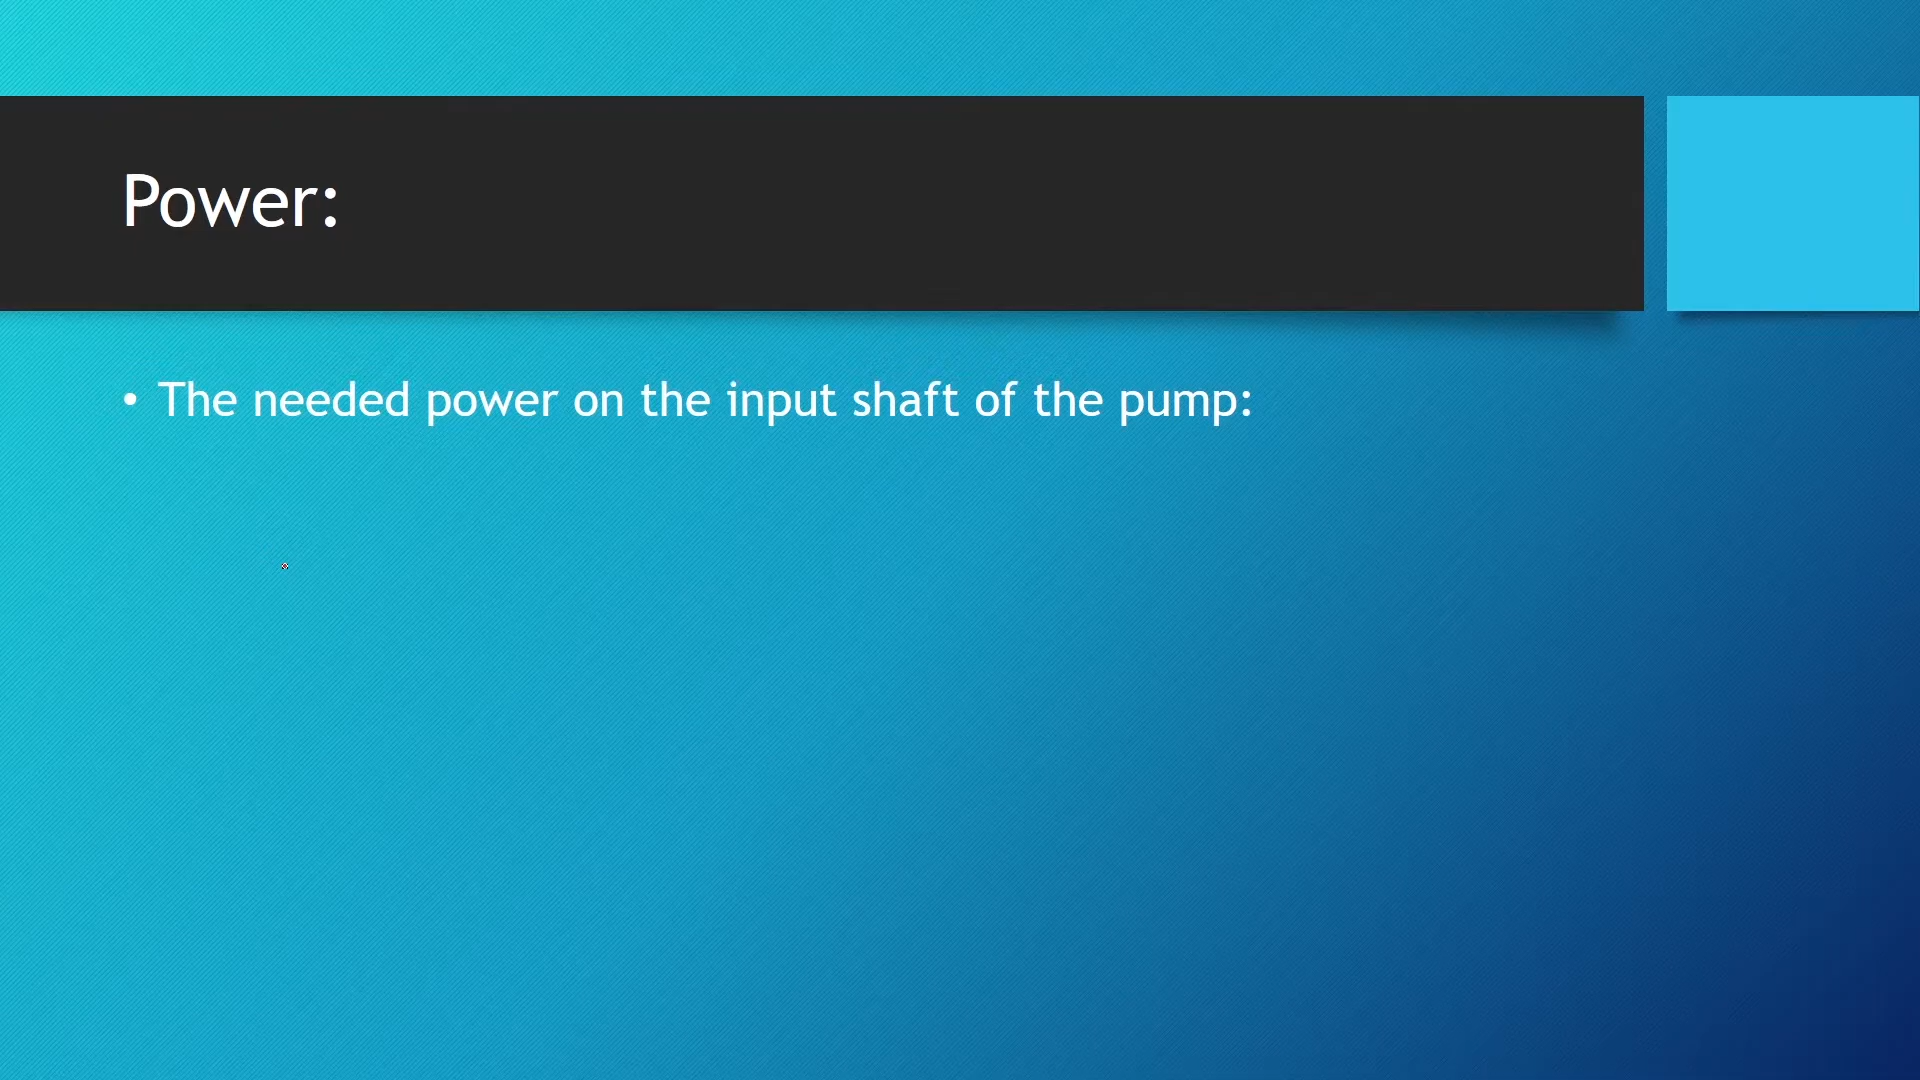 Power:
• The needed power on the input shaft of the pump: